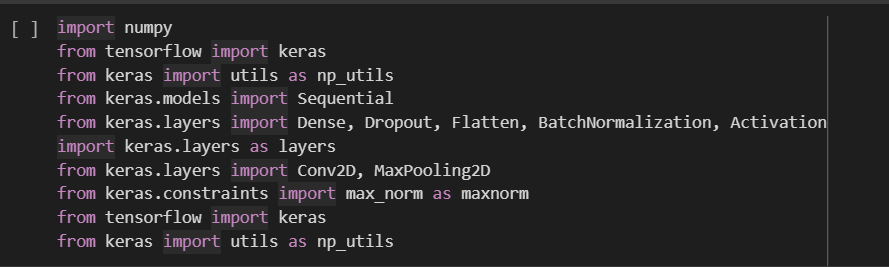 [ ] import numpy
from tensorflow import keras
from keras import utils as np_utils
from keras.models import Sequential
from keras.layers import Dense, Dropout, Flatten, BatchNormalization, Activation
import keras.layers as layers
from keras.layers import Conv2D, MaxPooling2D
from keras.constraints import max_norm as maxnorm
from tensorflow import keras
from keras import utils as np_utils